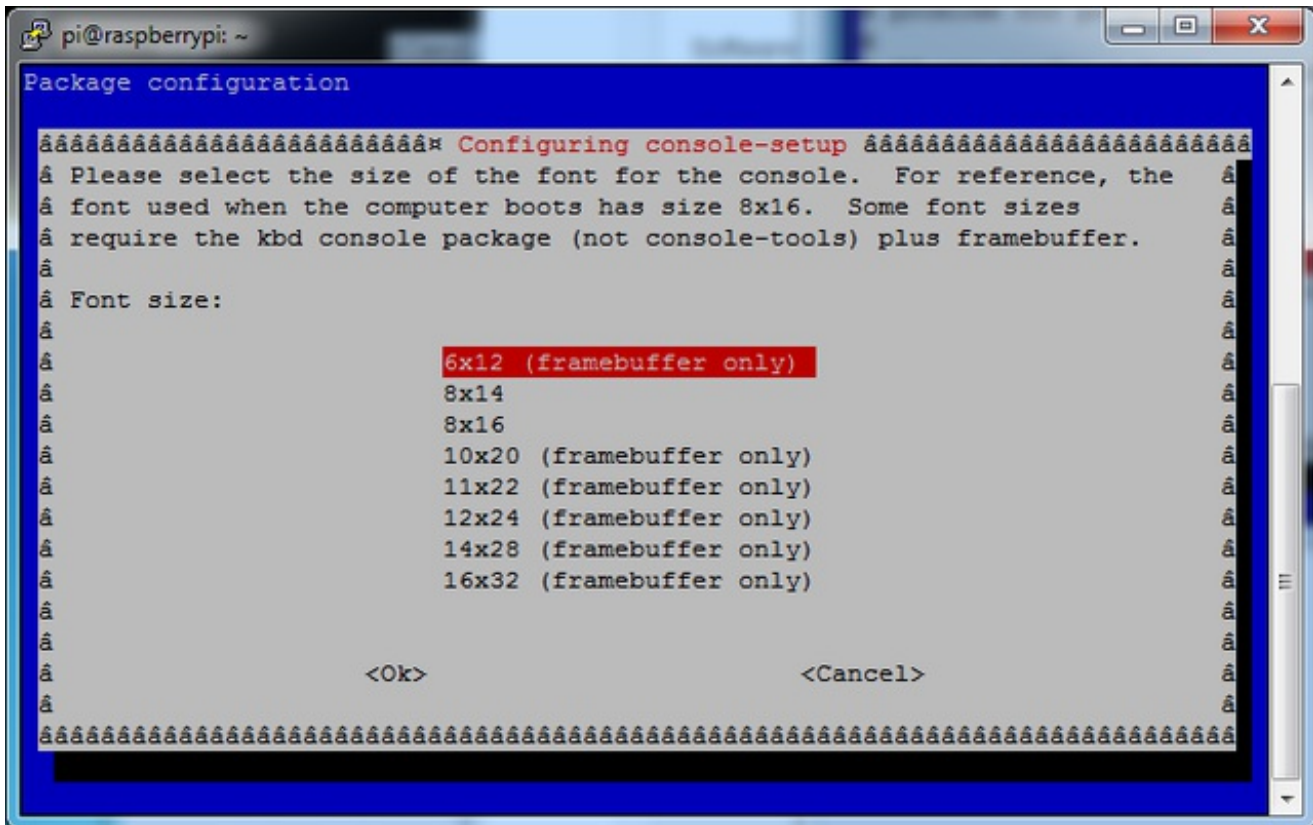 pi@raspberrypi: ~
Package configuration
ââââââââââââââââââââââââ¤ Configuring console-setup ââââââââââââââââââââââââ
â Please select the size of the font for the console.  For reference, the   â
â font used when the computer boots has size 8x16.  Some font sizes         â
â require the kbd console package (not console-tools) plus framebuffer.     â
â                                                                           â
â Font size:                                                                â
â                                                                           â
â                         6x12 (framebuffer only)                           â
â                         8x14                                              â
â                         8x16                                              â
â                         10x20 (framebuffer only)                          â
â                         11x22 (framebuffer only)                          â
â                         12x24 (framebuffer only)                          â
â                         14x28 (framebuffer only)                          â
â                         16x32 (framebuffer only)                          â
â                                                                           â
â                                                                           â
â                    <Ok>                        <Cancel>                   â
â                                                                           â
âââââââââââââââââââââââââââââââââââââââââââââââââââââââââââââââââââââââââââââ